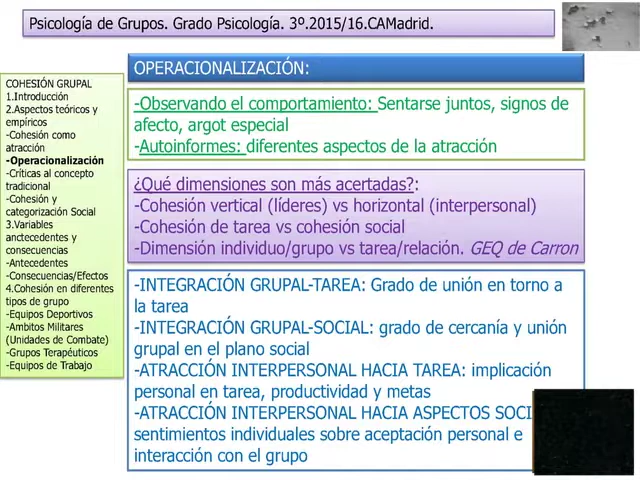 Psicología de Grupos. Grado Psicología. 3º.2015/16.CAMadrid.
COHESIÓN GRUPAL
1.Introducción
2.Aspectos teóricos y
empíricos
-Cohesión como
atracción
-Operacionalización
-Críticas al concepto
tradicional
-Cohesión y
categorización Social
3.Variables
anctecedentes y
consecuencias
-Antecedentes
-Consecuencias/Efectos
4.Cohesión en diferentes
tipos de grupo
-Equipos Deportivos
-Ambitos Militares
(Unidades de Combate)
-Grupos Terapéuticos
-Equipos de Trabajo
OPERACIONALIZACIÓN:
-Observando el comportamiento: Sentarse juntos, signos de
afecto, argot especial
-Autoinformes: diferentes aspectos de la atracción
¿Qué dimensiones son más acertadas?:
-Cohesión vertical (líderes) vs horizontal (interpersonal)
-Cohesión de tarea vs cohesión social
-Dimensión individuo/grupo vs tarea/relación. GEQ de Carron
-INTEGRACIÓN GRUPAL-TAREA: Grado de unión en torno a
la tarea
-INTEGRACIÓN GRUPAL-SOCIAL: grado de cercanía y unión
grupal en el plano social
-ATRACCIÓN INTERPERSONAL HACIA TAREA: implicación
personal en tarea, productividad y metas
-ATRACCIÓN INTERPERSONAL HACIA ASPECTOS SOCI
sentimientos individuales sobre aceptación personal e
interacción con el grupo